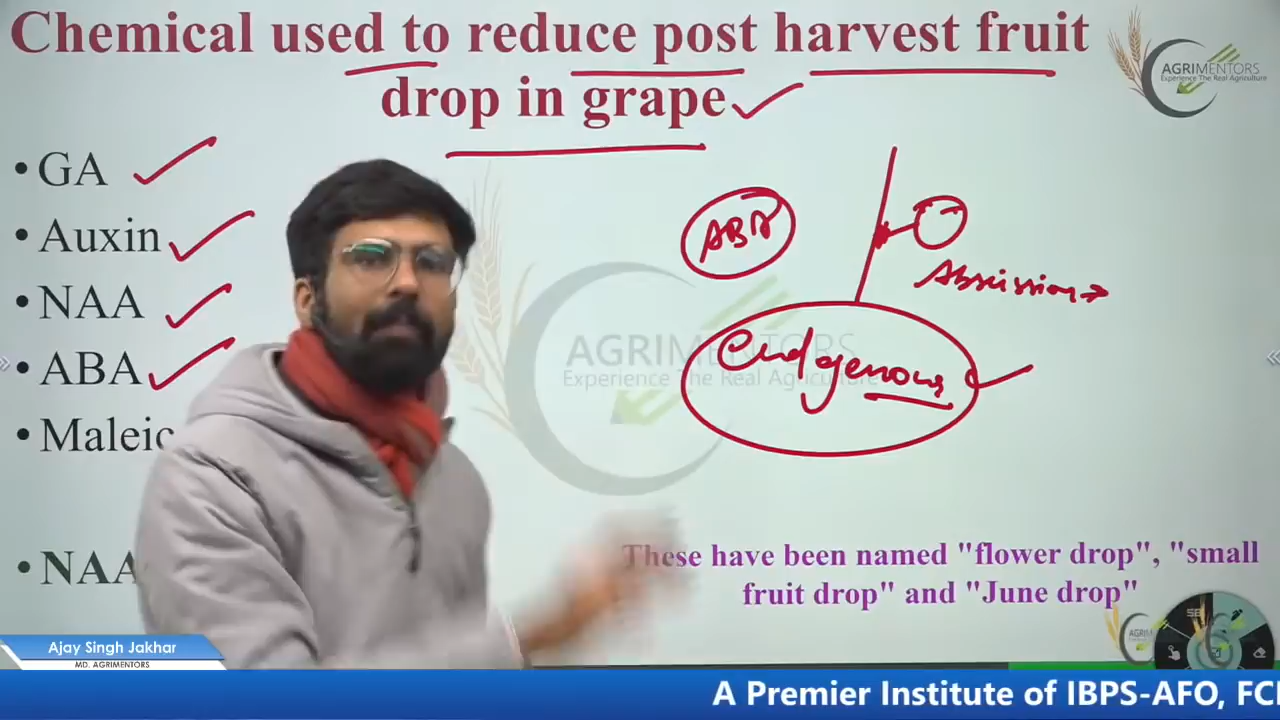 Chemical used to reduce post harvest fruit
drop in grape
AGRIMENTORS
Experience The Real Agriculture
• GA
• Auxin
• NAA
• ABA
• Maleic
• NAA
ABA
Abscission
endogenous
AGRIMENTORS
Experience The Real Agriculture
These have been named "flower drop", "small
fruit drop" and "June drop"
Ajay Singh Jakhar
MD. AGRIMENTORS
A Premier Institute of IBPS-AFO, FCI